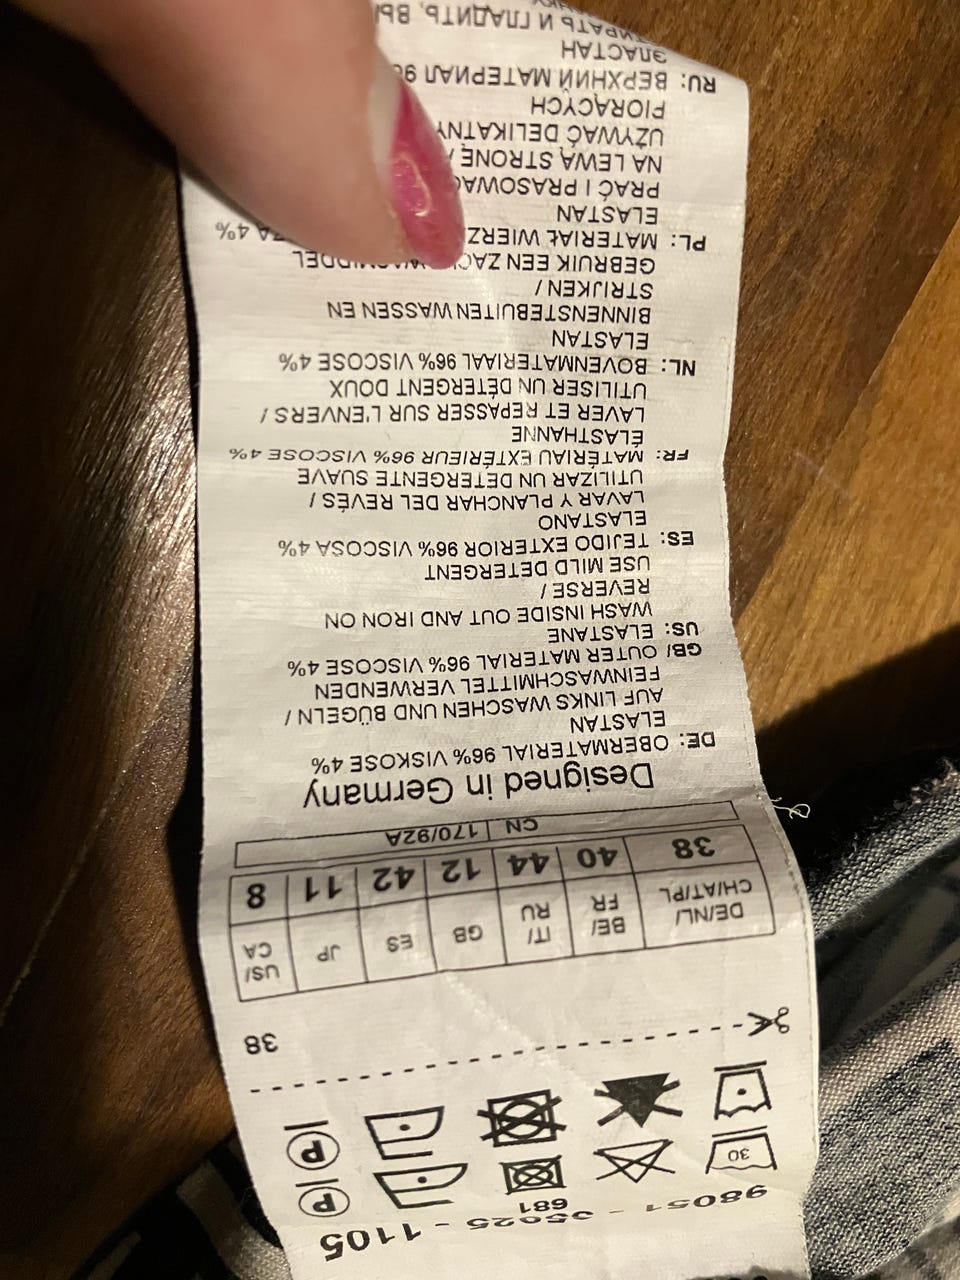 98051 - - 1105
681
30
P
P
38
DE/NL/ CH/AT/PL BE/ FR IT/ RU GB ES JP US/ CA
38 40 44 12 42 11 8
CN 170/92A
Designed in Germany
DE: OBERMATERIAL 96% VISKOSE 4%
ELASTAN
AUF LINKS WASCHEN UND BÜGELN /
FEINWASCHMITTEL VERWENDEN
GB/ OUTER MATERIAL 96% VISCOSE 4%
US: ELASTANE
WASH INSIDE OUT AND IRON ON
REVERSE /
USE MILD DETERGENT
ES: TEJIDO EXTERIOR 96% VISCOSA 4%
ELASTANO
LAVAR Y PLANCHAR DEL REVÉS /
UTILIZAR UN DETERGENTE SUAVE
FR: MATÉRIAU EXTÉRIEUR 96% VISCOSE 4%
ÉLASTHANNE
LAVER ET REPASSER SUR L'ENVERS /
UTILISER UN DÉTERGENT DOUX
NL: BOVENMATERIAAL 96% VISCOSE 4%
ELASTAN
BINNENSTEBUITEN WASSEN EN
STRIJKEN /
GEBRUIK EEN
PL: MATERIAŁ 4%
ELASTAN
PRAĆ I
NA LEWĄ STRONĘ /
UŻYWAĆ
PIORĄCYCH
RU: ВЕРХНИЙ МАТЕРИАЛ
ЭЛАСТАН
И ГЛАДИТЬ,